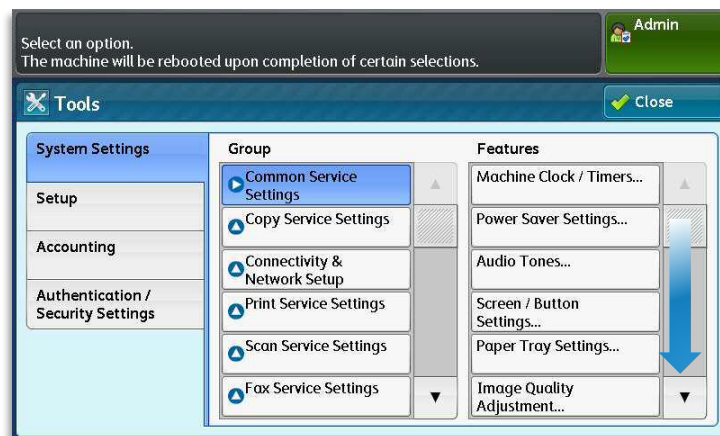 Select an option.
The machine will be rebooted upon completion of certain selections.
Admin
Tools
Close
System Settings
Setup
Accounting
Authentication /
Security Settings
Group
Common Service
Settings
Copy Service Settings
Connectivity &
Network Setup
Print Service Settings
Scan Service Settings
Fax Service Settings
Features
Machine Clock / Timers...
Power Saver Settings...
Audio Tones...
Screen / Button
Settings...
Paper Tray Settings...
Image Quality
Adjustment...